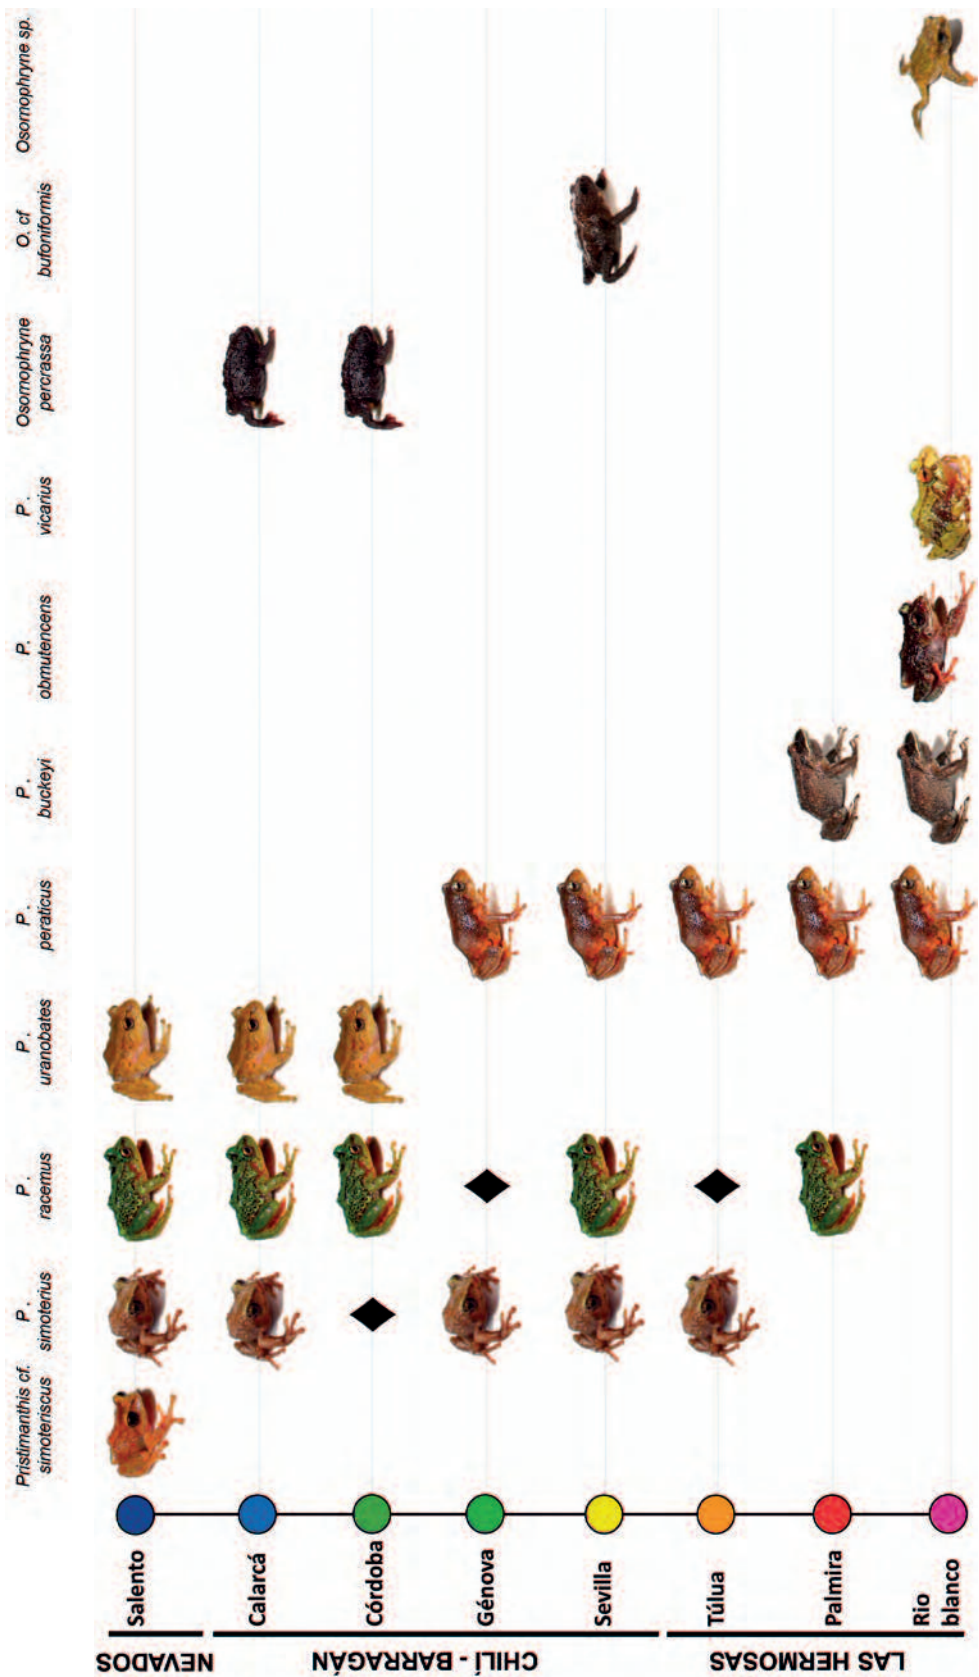 Pristimanthis cf.
simoteriscus
P.
simoterius
P.
racemus
P.
uranobates
P.
peraticus
P.
buckeyi
P.
obmutencens
P.
vicarius
Osornophryne
percrassa
O. cf
bufoniformis
Osornophryne sp.
NEVADOS
Salento
CHILÍ - BARRAGÁN
Calarcá
Córdoba
Génova
Sevilla
LAS HERMOSAS
Túlua
Palmira
Rio
blanco